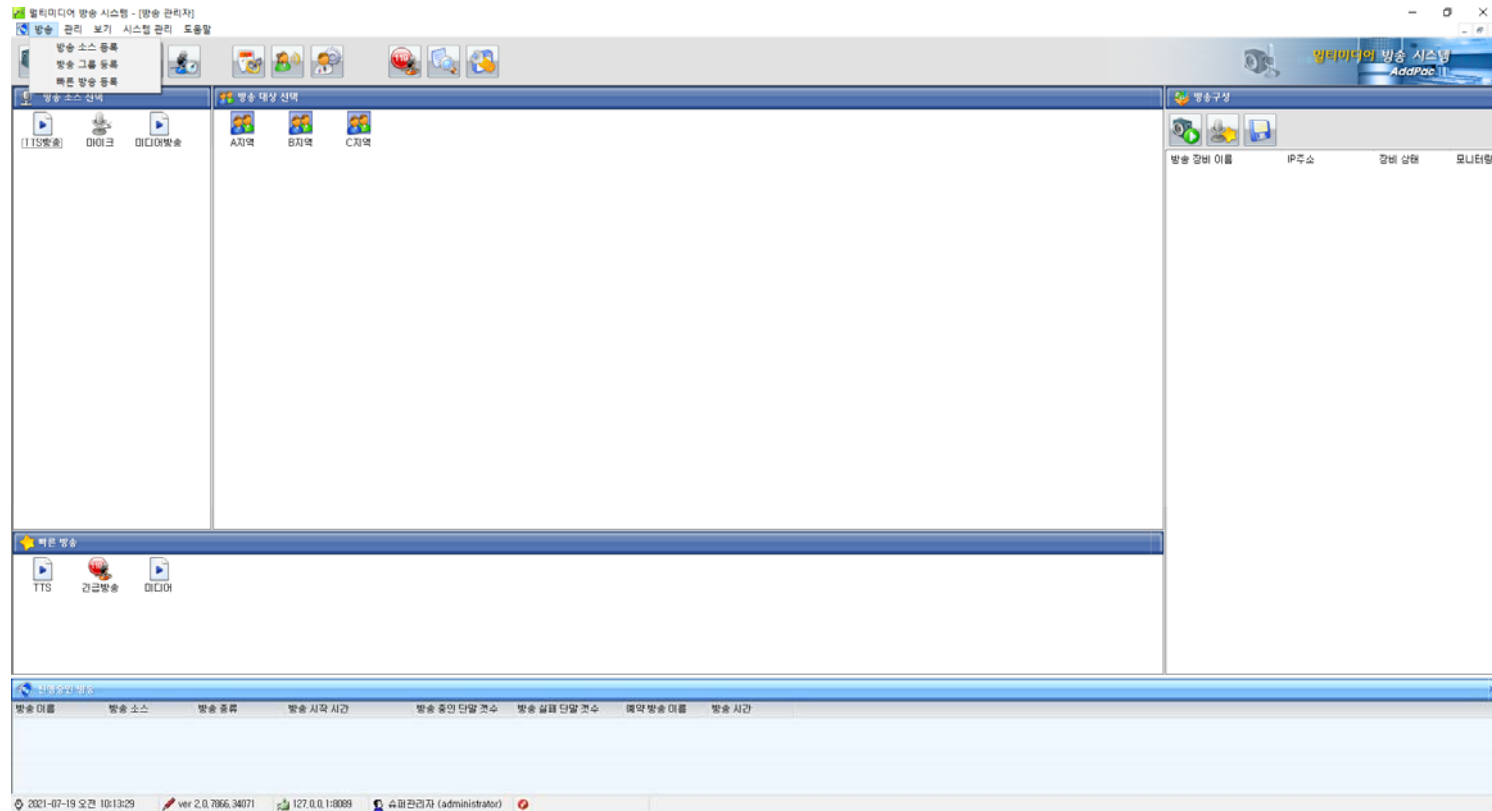 멀티미디어 방송 시스템 - [방송 관리자]
방송 관리 보기 시스템 관리 도움말
방송 소스 등록
방송 그룹 등록
빠른 방송 등록
멀티미디어 방송 시스템
AddPac
방송 소스 선택
방송 대상 선택
방송구성
TTS방송 마이크 미디어방송
A지역 B지역 C지역
방송 장비 이름 IP주소 장비 상태 모니터링
빠른 방송
TTS 긴급방송 미디어
진행중인 방송
방송 이름 방송 소스 방송 종류 방송 시작 시간 방송 중인 단말 갯수 방송 실패 단말 갯수 예약 방송 이름 방송 시간
2021-07-19 오전 10:13:29 ver 2.0.7866.34071 127.0.0.1:8089 슈퍼관리자 (administrator)